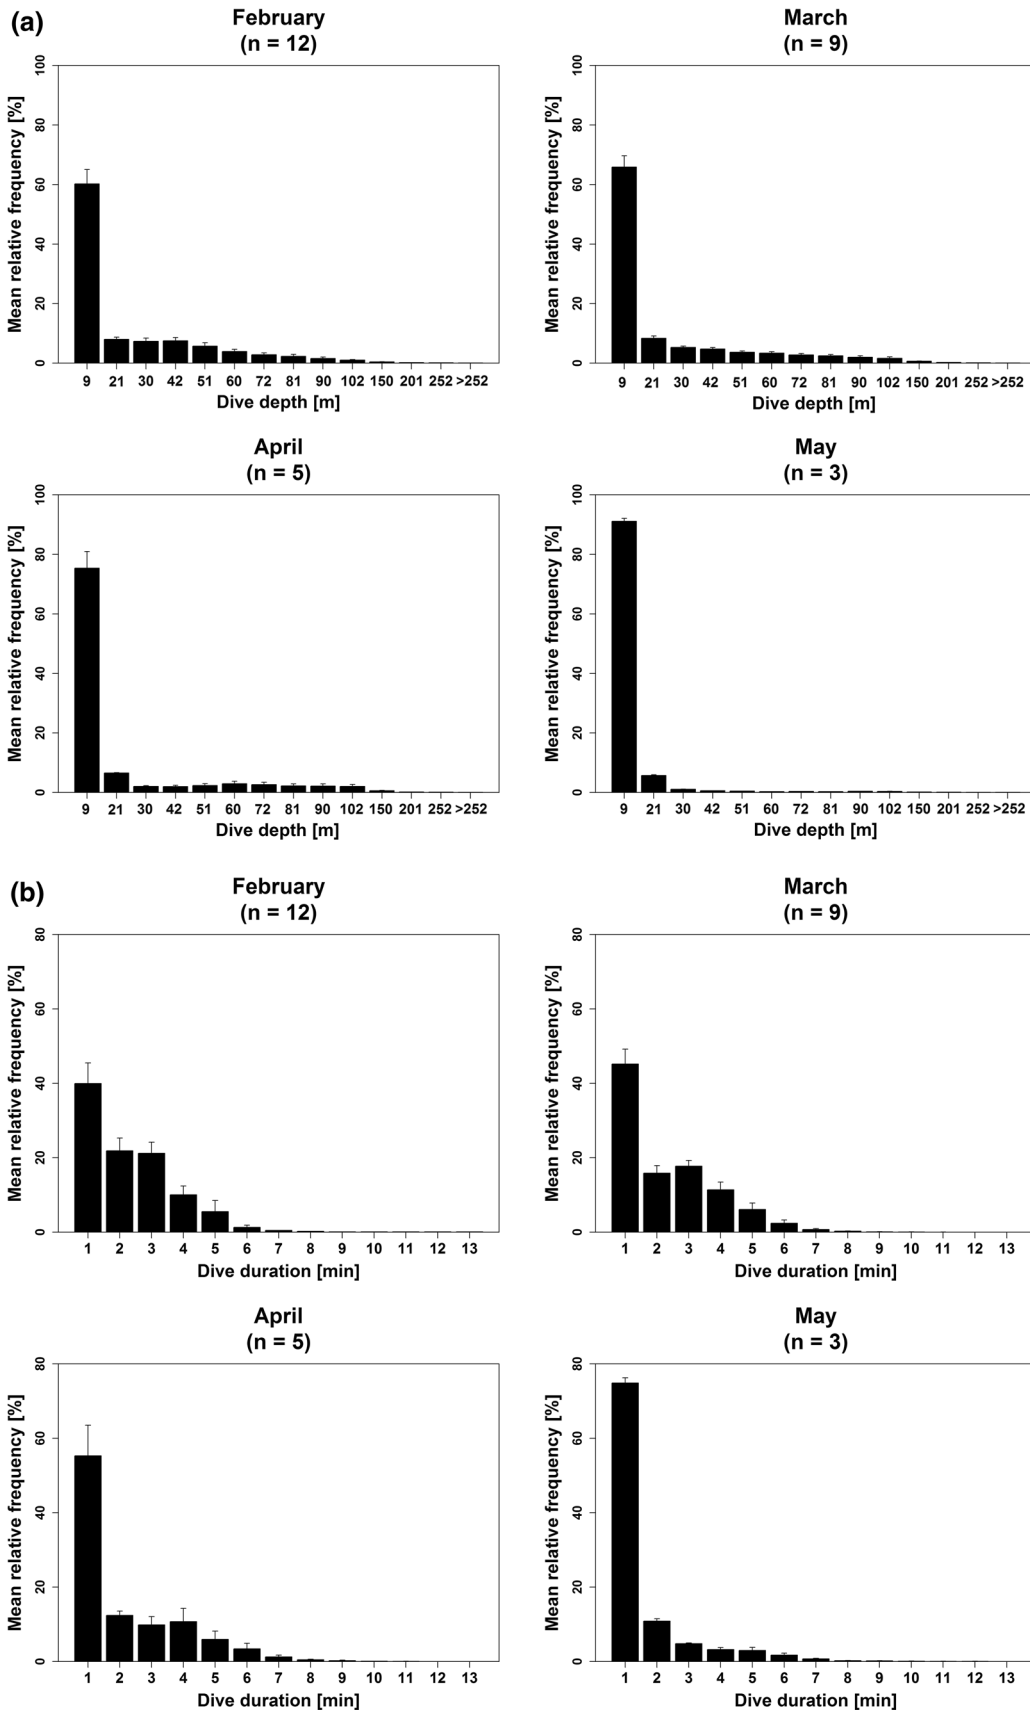 (a)
February
(n = 12)
Mean relative frequency [%]
0 20 40 60 80 100
9 21 30 42 51 60 72 81 90 102 150 201 252 >252
Dive depth [m]
March
(n = 9)
Mean relative frequency [%]
0 20 40 60 80 100
9 21 30 42 51 60 72 81 90 102 150 201 252 >252
Dive depth [m]
April
(n = 5)
Mean relative frequency [%]
0 20 40 60 80 100
9 21 30 42 51 60 72 81 90 102 150 201 252 >252
Dive depth [m]
May
(n = 3)
Mean relative frequency [%]
0 20 40 60 80 100
9 21 30 42 51 60 72 81 90 102 150 201 252 >252
Dive depth [m]
(b)
February
(n = 12)
Mean relative frequency [%]
0 20 40 60 80
1 2 3 4 5 6 7 8 9 10 11 12 13
Dive duration [min]
March
(n = 9)
Mean relative frequency [%]
0 20 40 60 80
1 2 3 4 5 6 7 8 9 10 11 12 13
Dive duration [min]
April
(n = 5)
Mean relative frequency [%]
0 20 40 60 80
1 2 3 4 5 6 7 8 9 10 11 12 13
Dive duration [min]
May
(n = 3)
Mean relative frequency [%]
0 20 40 60 80
1 2 3 4 5 6 7 8 9 10 11 12 13
Dive duration [min]